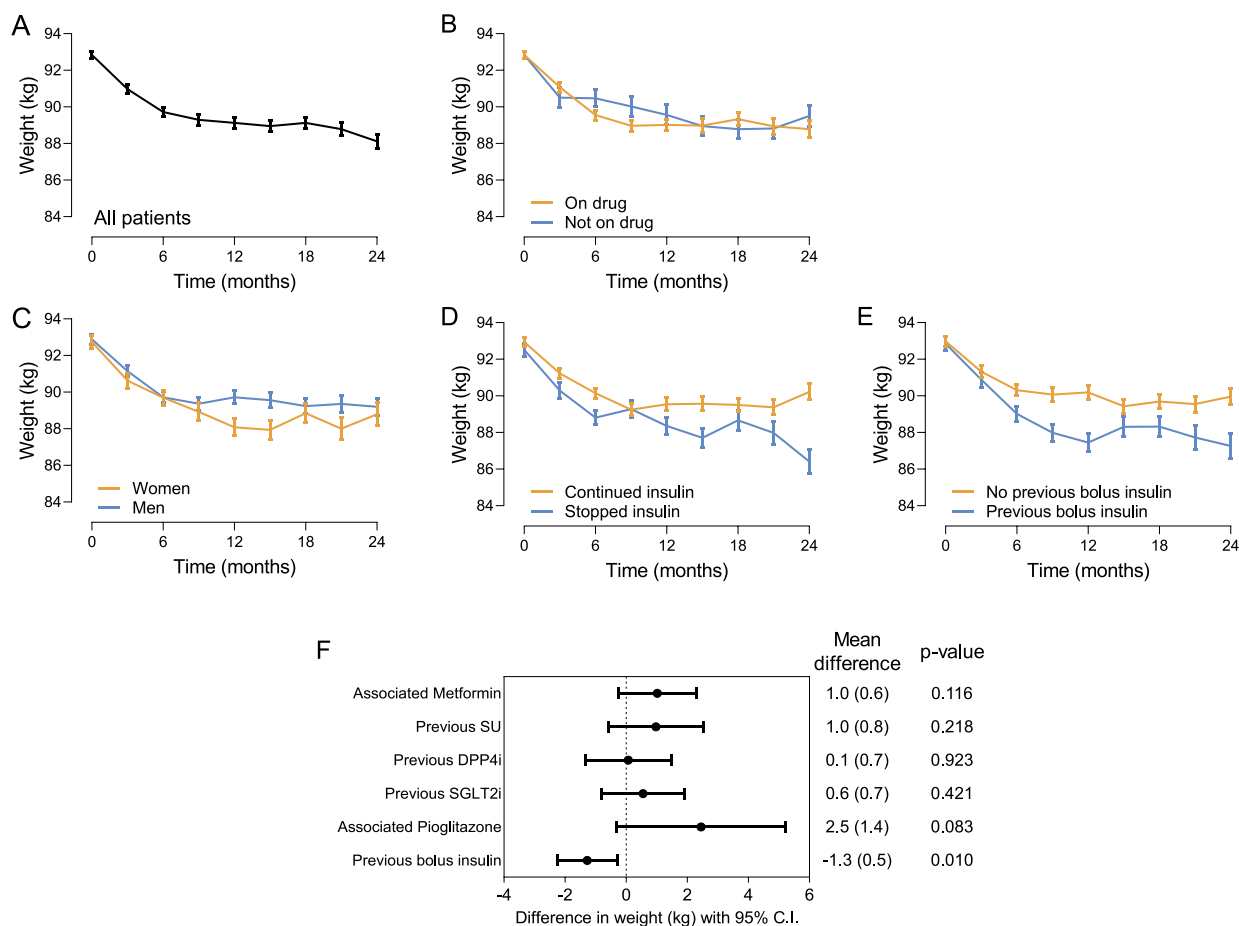 A
Weight (kg)
94
92
90
88
86
84
All patients
0 6 12 18 24
Time (months)
B
Weight (kg)
94
92
90
88
86
84
On drug
Not on drug
0 6 12 18 24
Time (months)
C
Weight (kg)
94
92
90
88
86
84
Women
Men
0 6 12 18 24
Time (months)
D
Weight (kg)
94
92
90
88
86
84
Continued insulin
Stopped insulin
0 6 12 18 24
Time (months)
E
Weight (kg)
94
92
90
88
86
84
No previous bolus insulin
Previous bolus insulin
0 6 12 18 24
Time (months)
F
Mean
difference
p-value
Associated Metformin 1.0 (0.6) 0.116
Previous SU 1.0 (0.8) 0.218
Previous DPP4i 0.1 (0.7) 0.923
Previous SGLT2i 0.6 (0.7) 0.421
Associated Pioglitazone 2.5 (1.4) 0.083
Previous bolus insulin -1.3 (0.5) 0.010
-4 -2 0 2 4 6
Difference in weight (kg) with 95% C.I.